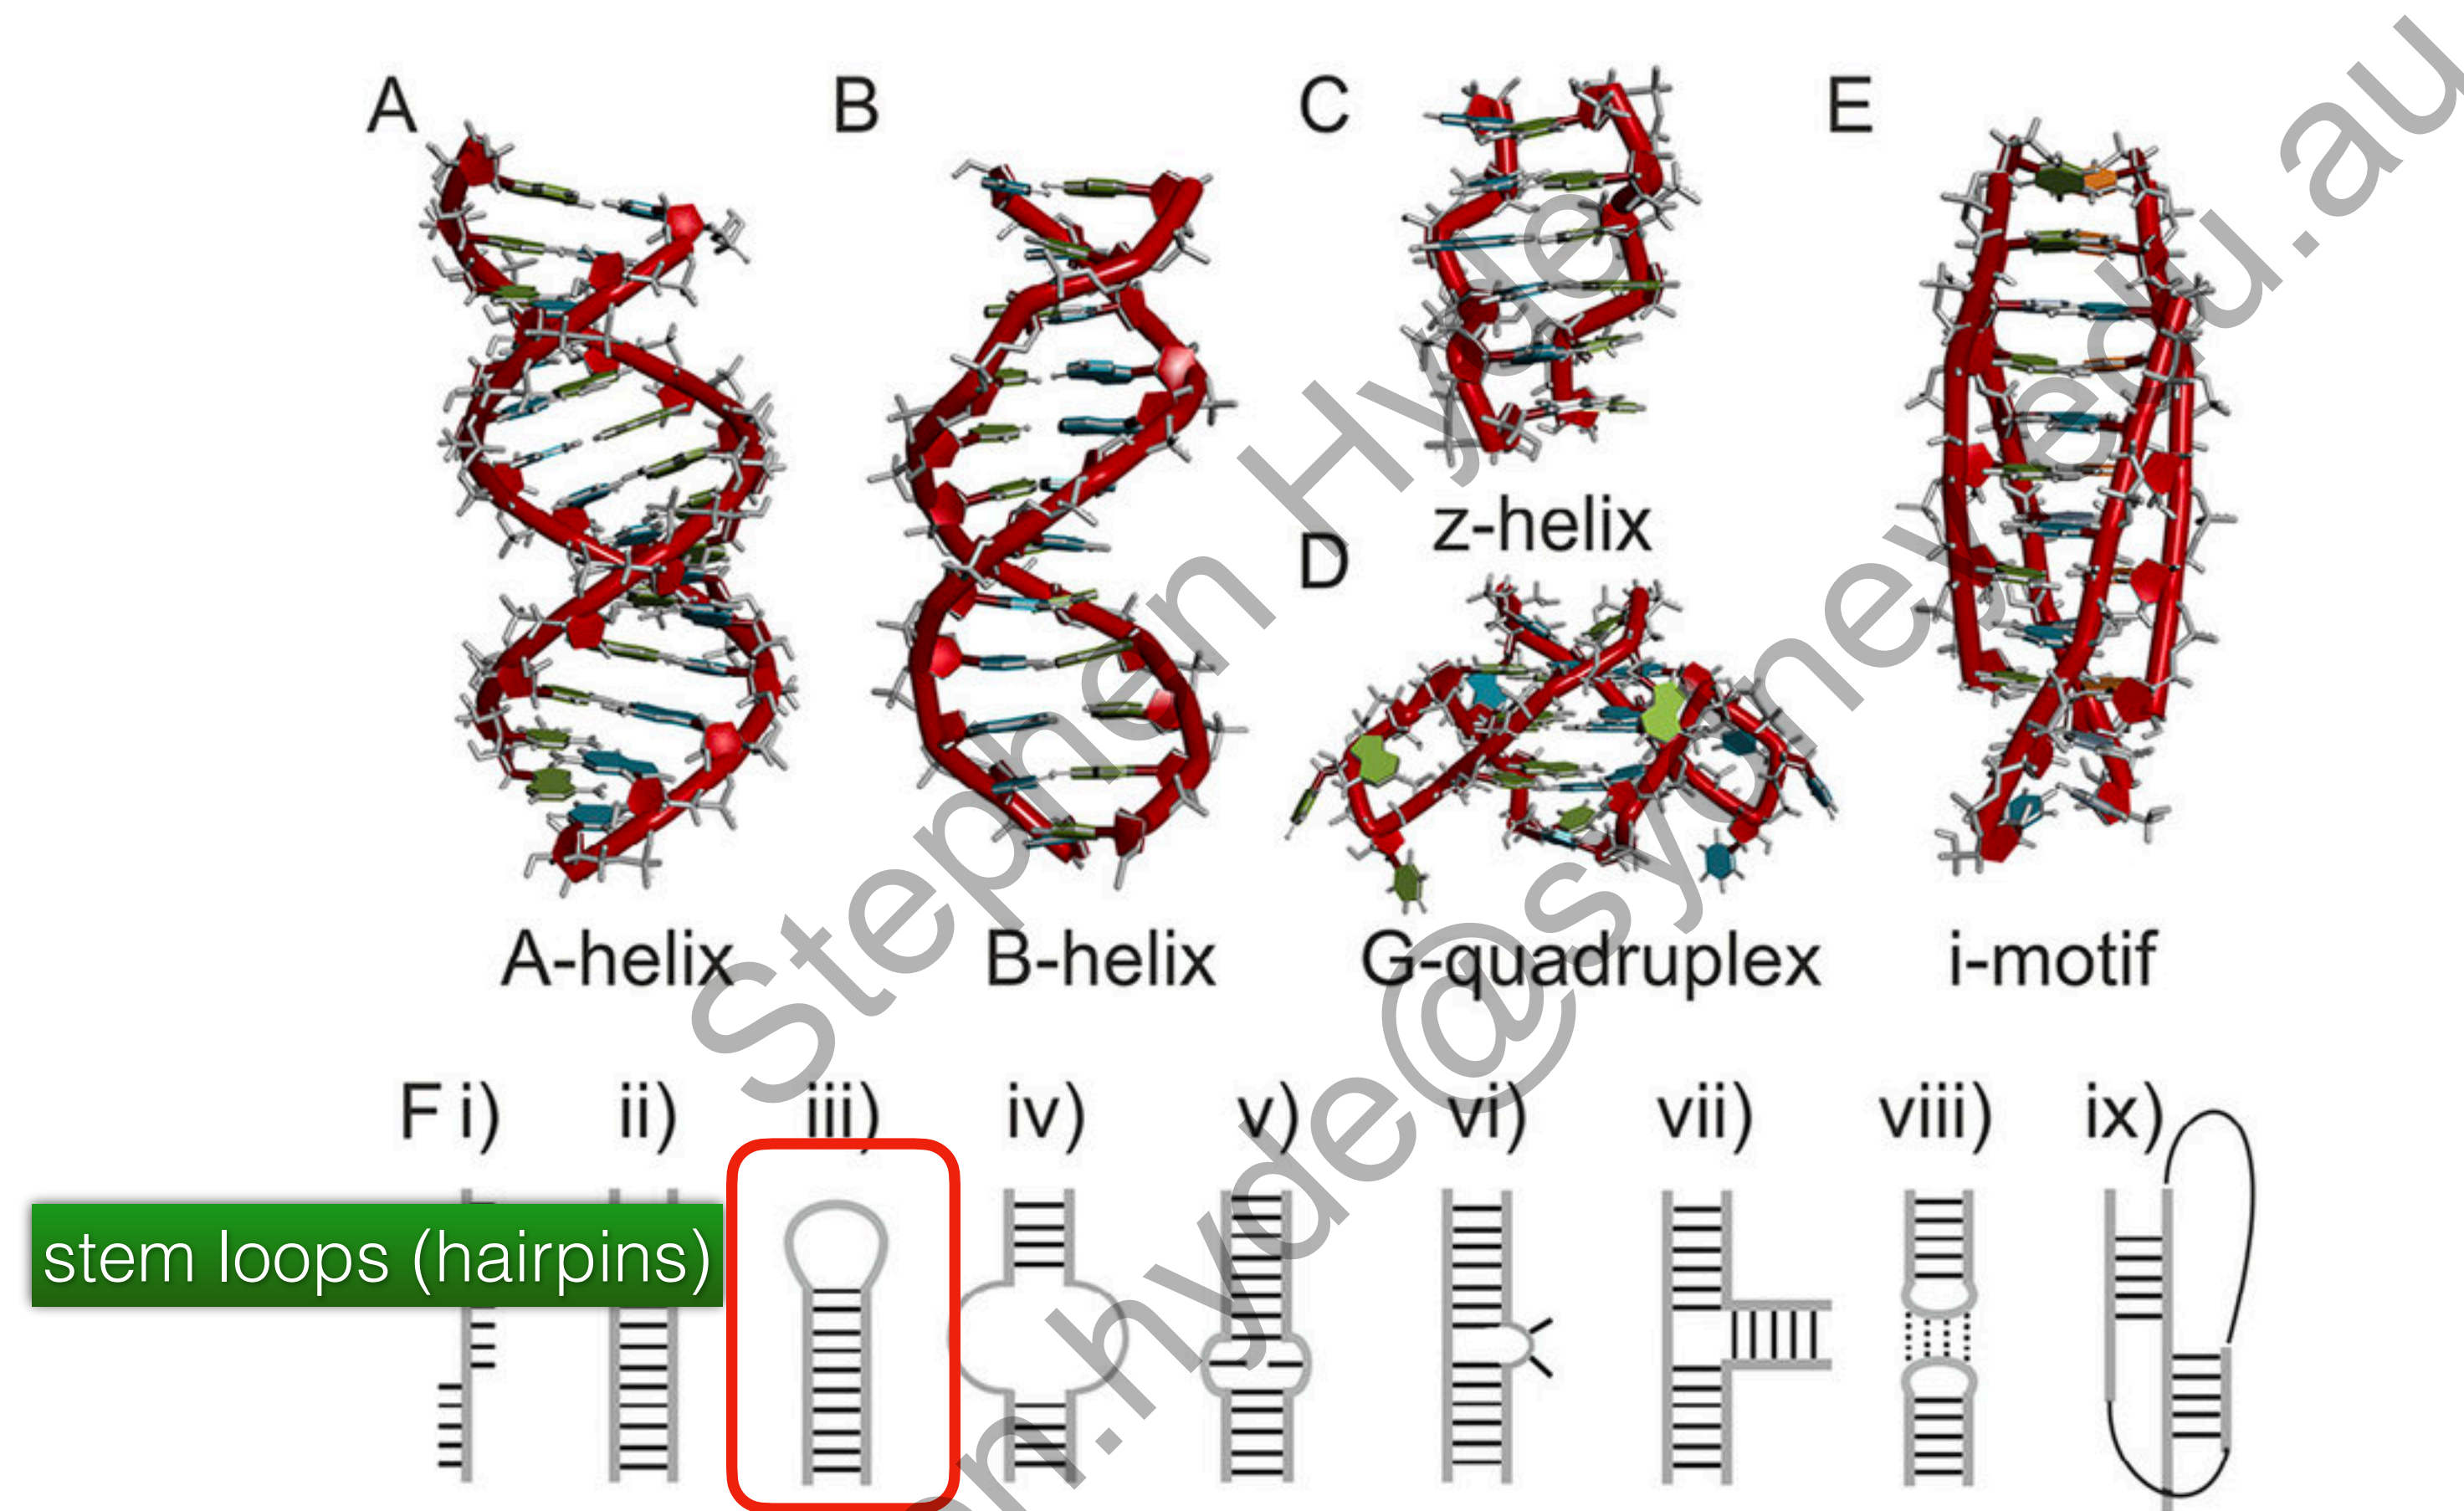 A
B
C
E
z-helix
D
A-helix
B-helix
G-quadruplex
i-motif
F i)
ii)
iii)
iv)
v)
vi)
vii)
viii)
ix)
stem loops (hairpins)
Stephen Hyde
stephen.hyde@sydney.edu.au